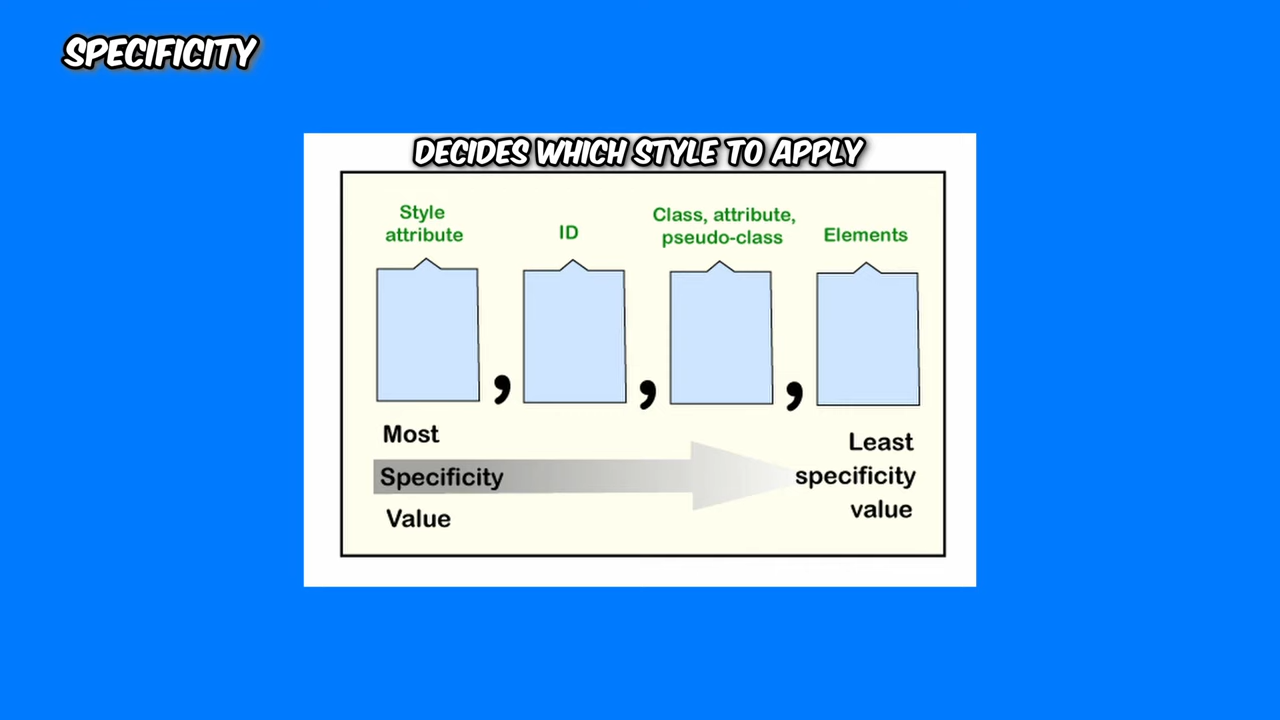 SPECIFICITY
DECIDES WHICH STYLE TO APPLY
Style
attribute
ID
Class, attribute,
pseudo-class
Elements
, , ,
Most
Specificity
Value
Least
specificity
value